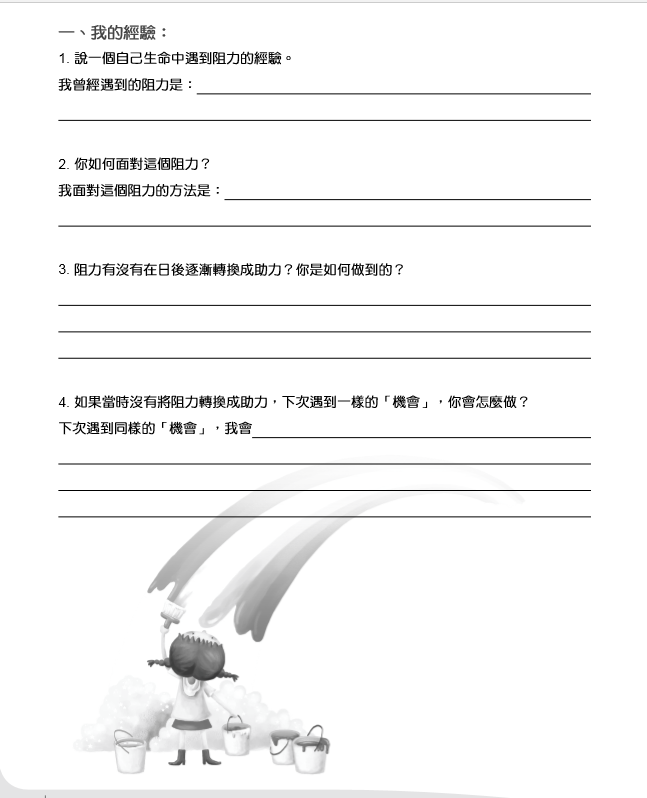 一、我的經驗：
1. 說一個自己生命中遇到阻力的經驗。
我曾經遇到的阻力是：
2. 你如何面對這個阻力？
我面對這個阻力的方法是：
3. 阻力有沒有在日後逐漸轉換成助力？你是如何做到的？
4. 如果當時沒有將阻力轉換成助力，下次遇到一樣的「機會」，你會怎麼做？
下次遇到同樣的「機會」，我會